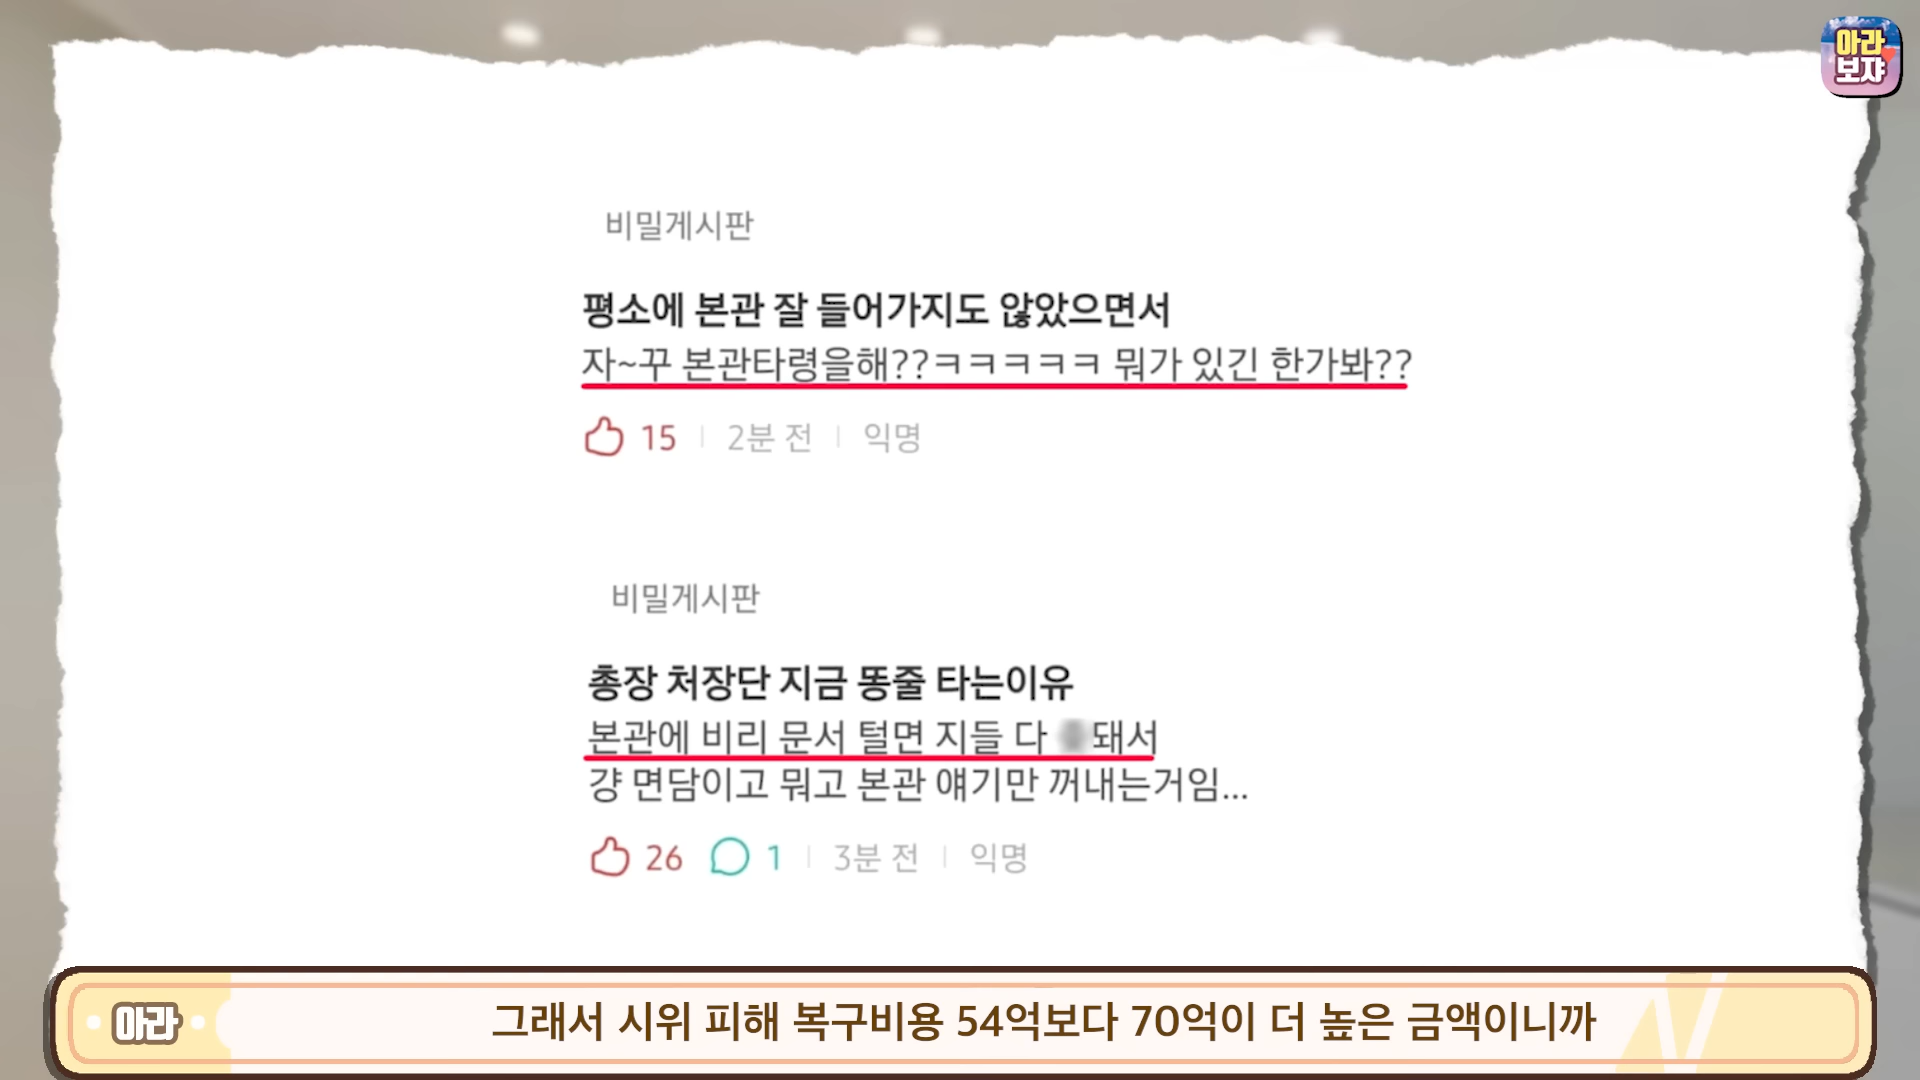 아라
보쟈
비밀게시판
평소에 본관 잘 들어가지도 않았으면서
자~꾸 본관타령을해??ㅋㅋㅋㅋㅋ 뭐가 있긴 한가봐??
15 2분 전 익명
비밀게시판
총장 처장단 지금 똥줄 타는이유
본관에 비리 문서 털면 지들 다 돼서
걍 면담이고 뭐고 본관 얘기만 꺼내는거임...
26 1 3분 전 익명
아라 그래서 시위 피해 복구비용 54억보다 70억이 더 높은 금액이니까